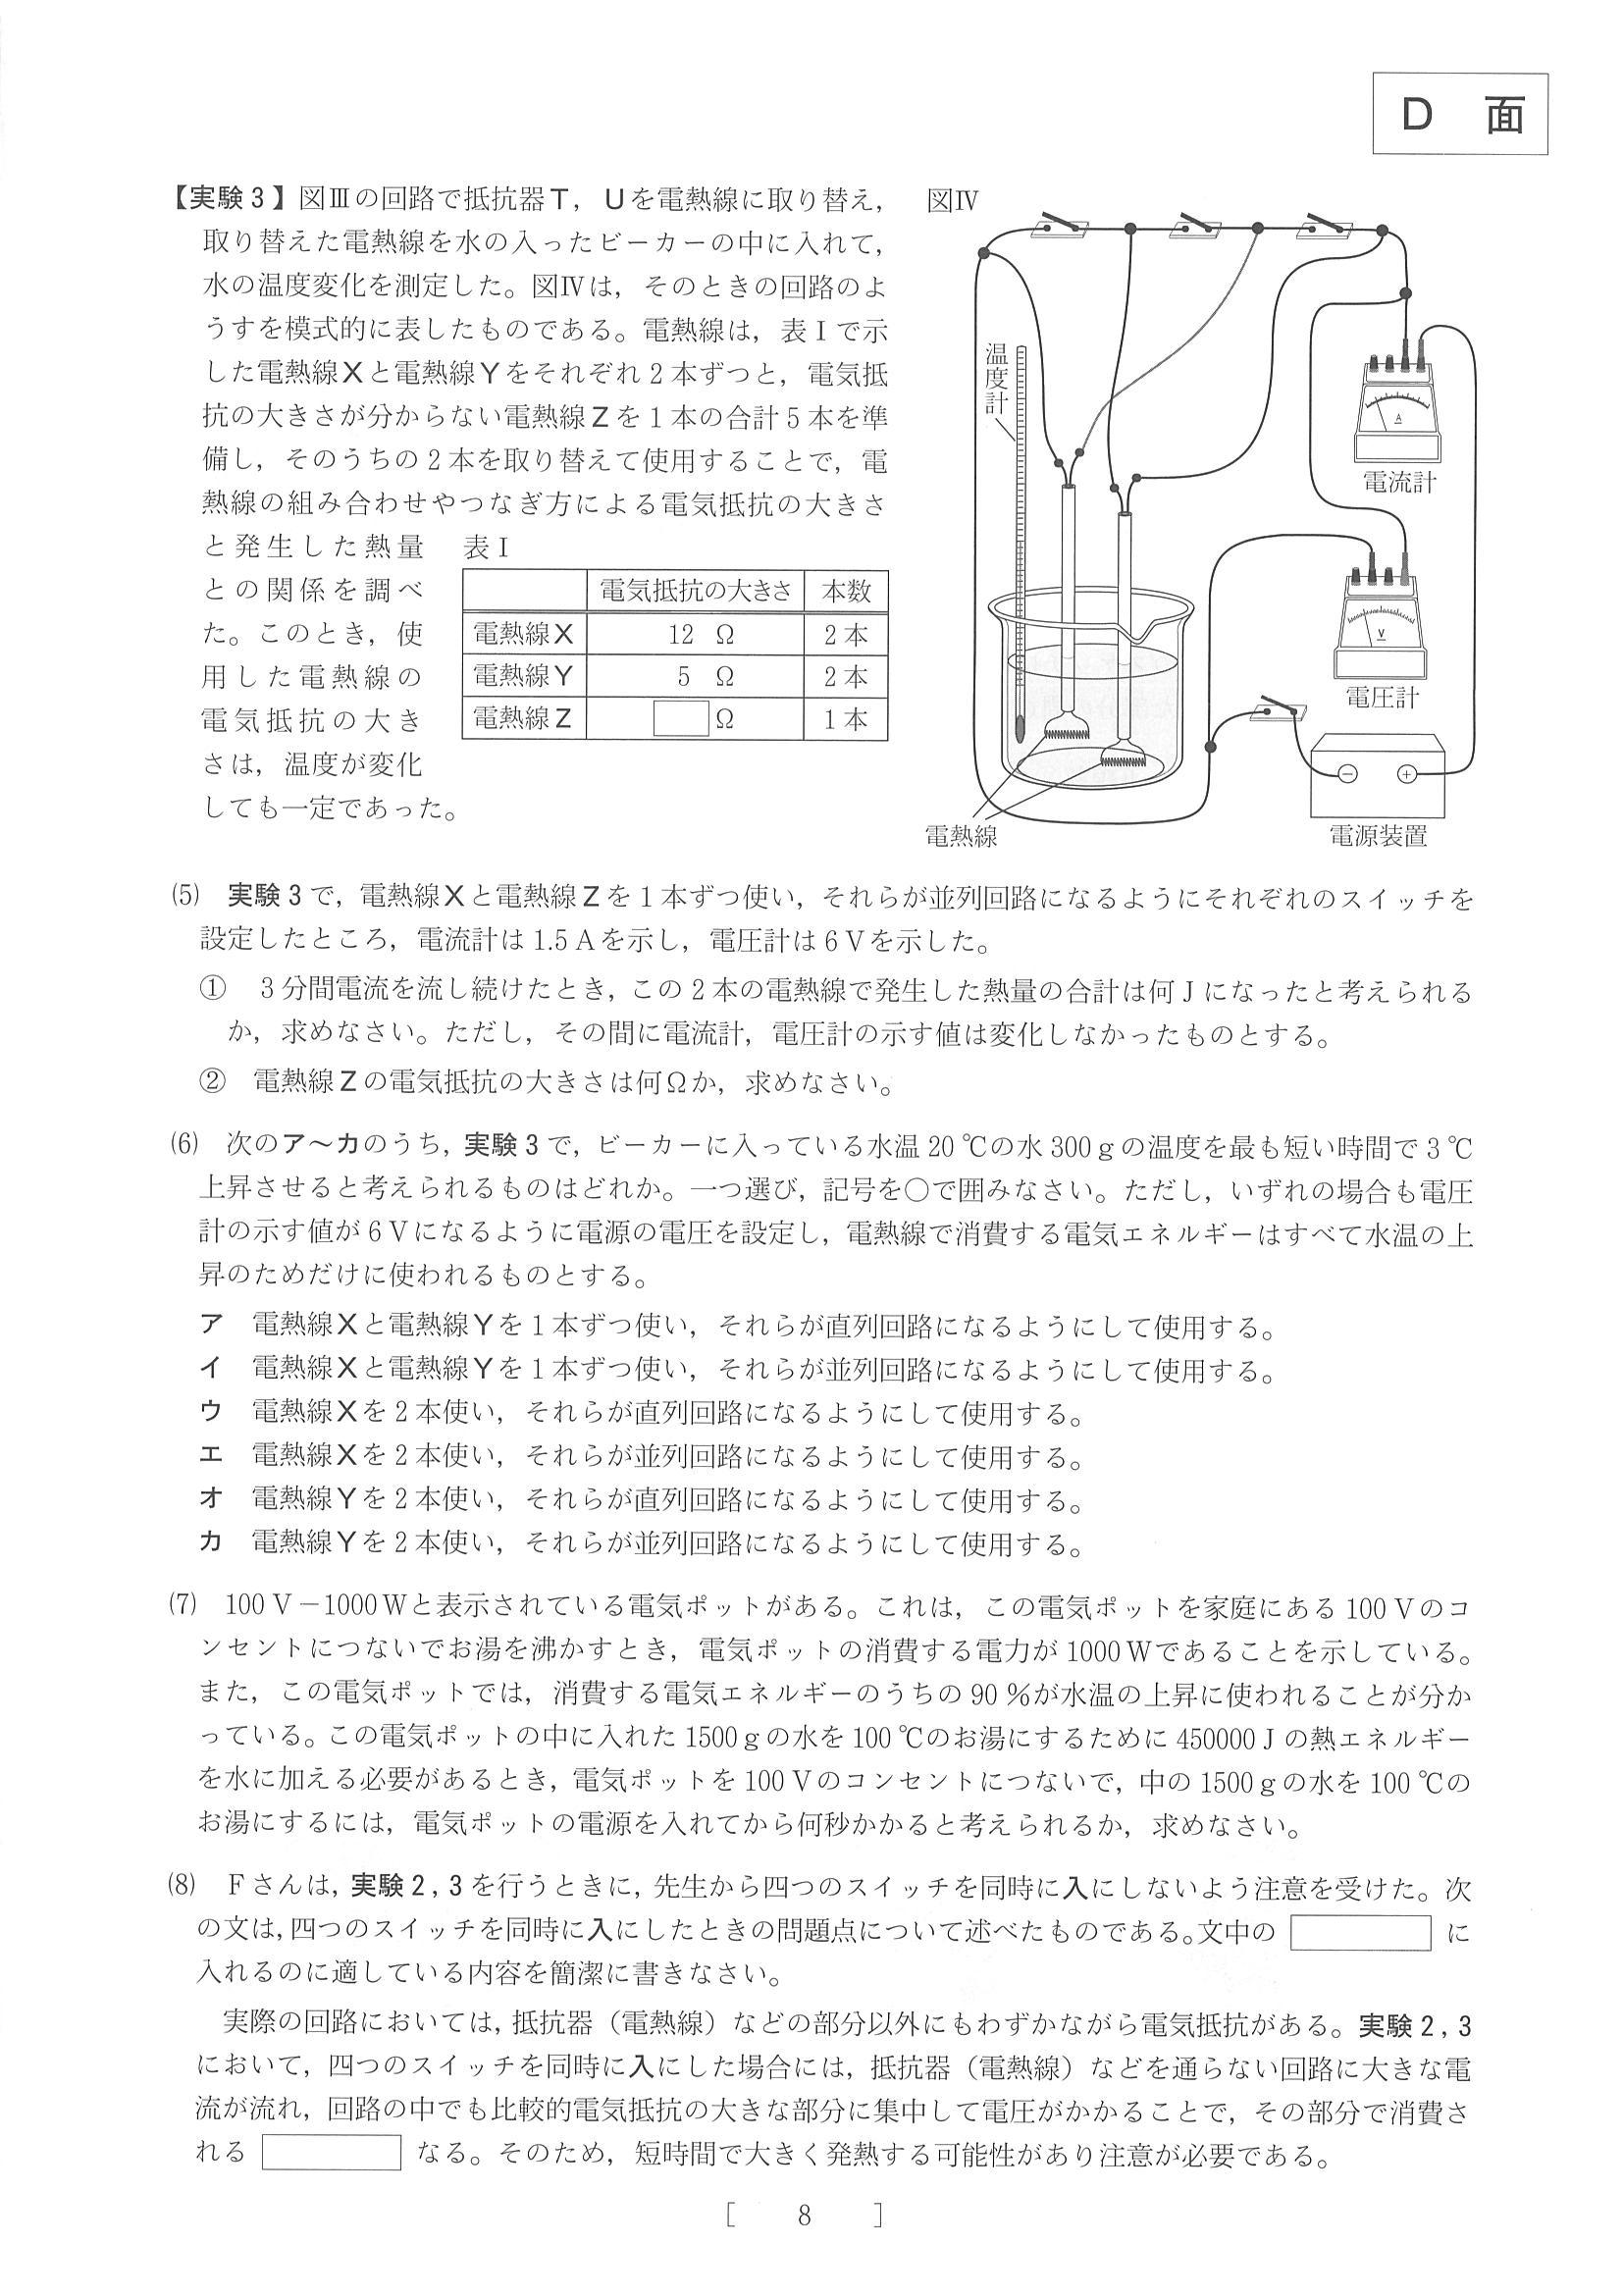 D 面
【実験3】図Ⅲの回路で抵抗器T，Uを電熱線に取り替え，
取り替えた電熱線を水の入ったビーカーの中に入れて，
水の温度変化を測定した。図Ⅳは，そのときの回路のよ
うすを模式的に表したものである。電熱線は，表Ⅰで示
した電熱線Xと電熱線Yをそれぞれ2本ずつと，電気抵
抗の大きさが分からない電熱線Zを1本の合計5本を準
備し，そのうちの2本を取り替えて使用することで，電
熱線の組み合わせやつなぎ方による電気抵抗の大きさ
と発生した熱量
との関係を調べ
た。このとき，使
用した電熱線の
電気抵抗の大き
さは，温度が変化
しても一定であった。
表Ⅰ
電気抵抗の大きさ 本数
電熱線X 12 Ω 2本
電熱線Y 5 Ω 2本
電熱線Z Ω 1本
図Ⅳ
温度計
A
電流計
V
電圧計
− +
電熱線
電源装置
(5) 実験3で，電熱線Xと電熱線Zを1本ずつ使い，それらが並列回路になるようにそれぞれのスイッチを
設定したところ，電流計は1.5Aを示し，電圧計は6Vを示した。
① 3分間電流を流し続けたとき，この2本の電熱線で発生した熱量の合計は何Jになったと考えられる
か，求めなさい。ただし，その間に電流計，電圧計の示す値は変化しなかったものとする。
② 電熱線Zの電気抵抗の大きさは何Ωか，求めなさい。
(6) 次のア～カのうち，実験3で，ビーカーに入っている水温20℃の水300gの温度を最も短い時間で3℃
上昇させると考えられるものはどれか。一つ選び，記号を○で囲みなさい。ただし，いずれの場合も電圧
計の示す値が6Vになるように電源の電圧を設定し，電熱線で消費する電気エネルギーはすべて水温の上
昇のためだけに使われるものとする。
ア 電熱線Xと電熱線Yを1本ずつ使い，それらが直列回路になるようにして使用する。
イ 電熱線Xと電熱線Yを1本ずつ使い，それらが並列回路になるようにして使用する。
ウ 電熱線Xを2本使い，それらが直列回路になるようにして使用する。
エ 電熱線Xを2本使い，それらが並列回路になるようにして使用する。
オ 電熱線Yを2本使い，それらが直列回路になるようにして使用する。
カ 電熱線Yを2本使い，それらが並列回路になるようにして使用する。
(7) 100V－1000Wと表示されている電気ポットがある。これは，この電気ポットを家庭にある100Vのコ
ンセントにつないでお湯を沸かすとき，電気ポットの消費する電力が1000Wであることを示している。
また，この電気ポットでは，消費する電気エネルギーのうちの90％が水温の上昇に使われることが分か
っている。この電気ポットの中に入れた1500gの水を100℃のお湯にするために450000Jの熱エネルギー
を水に加える必要があるとき，電気ポットを100Vのコンセントにつないで，中の1500gの水を100℃の
お湯にするには，電気ポットの電源を入れてから何秒かかると考えられるか，求めなさい。
(8) Fさんは，実験2，3を行うときに，先生から四つのスイッチを同時に入にしないよう注意を受けた。次
の文は，四つのスイッチを同時に入にしたときの問題点について述べたものである。文中の に
入れるのに適している内容を簡潔に書きなさい。
実際の回路においては，抵抗器（電熱線）などの部分以外にもわずかながら電気抵抗がある。実験2，3
において，四つのスイッチを同時に入にした場合には，抵抗器（電熱線）などを通らない回路に大きな電
流が流れ，回路の中でも比較的電気抵抗の大きな部分に集中して電圧がかかることで，その部分で消費さ
れる なる。そのため，短時間で大きく発熱する可能性があり注意が必要である。
[ 8 ]